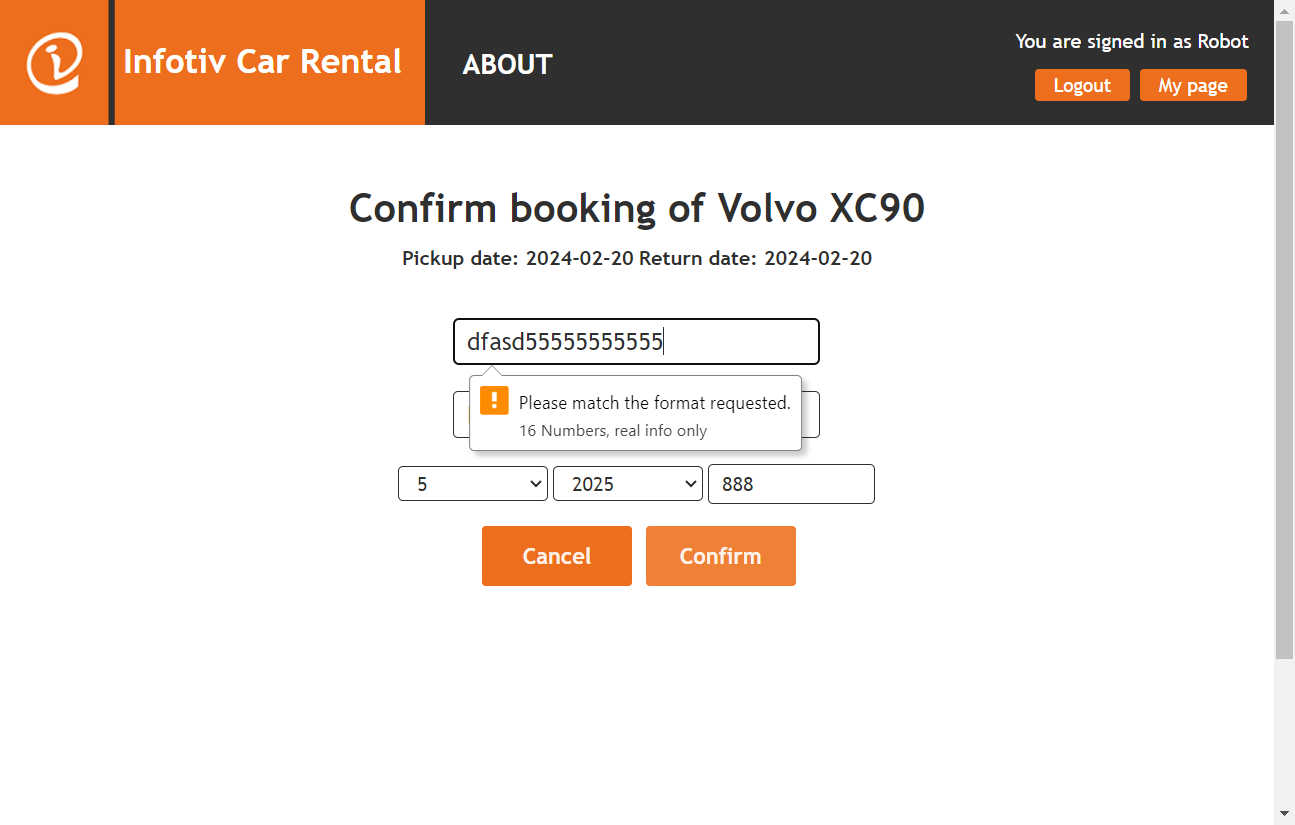 Infotiv Car Rental
ABOUT
You are signed in as Robot
Logout
My page
Confirm booking of Volvo XC90
Pickup date: 2024-02-20 Return date: 2024-02-20
dfasd55555555555
Please match the format requested.
16 Numbers, real info only
5
2025
888
Cancel
Confirm